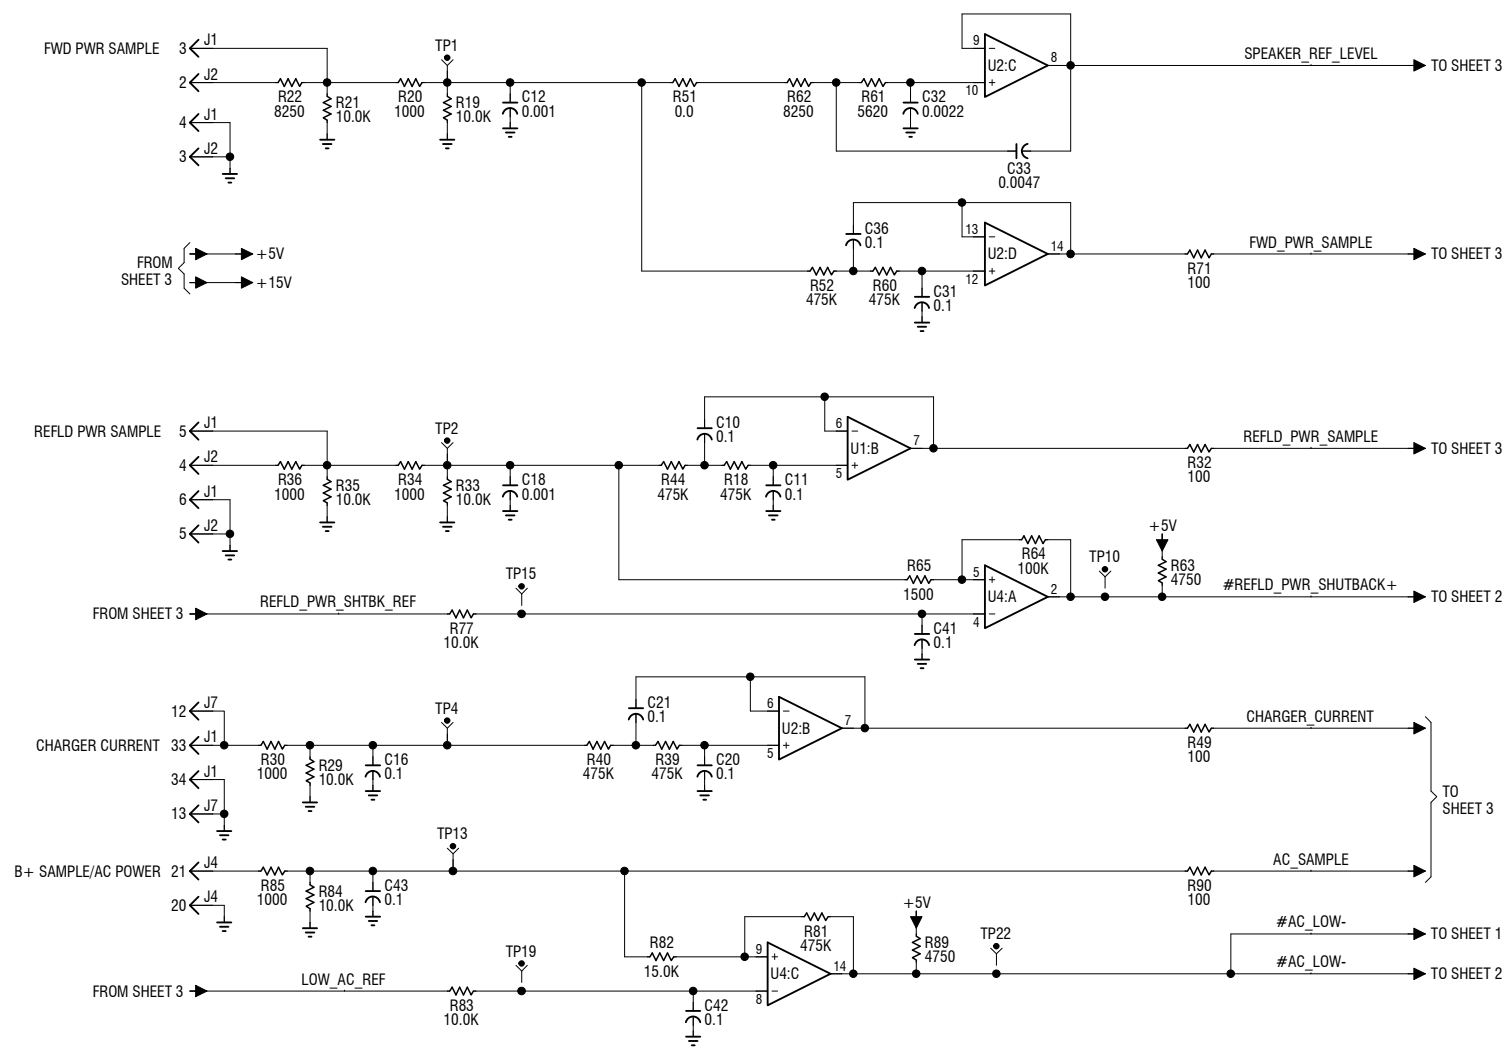 FWD PWR SAMPLE 3 J1
2 J2
R22
8250
R21
10.0K
R20
1000
TP1
R19
10.0K
C12
0.001
4 J1
3 J2
R51
0.0
R62
8250
R61
5620
C32
0.0022
9
−
U2:C
+
10
8
C33
0.0047
SPEAKER_REF_LEVEL
TO SHEET 3
FROM
SHEET 3
+5V
+15V
C36
0.1
R52
475K
R60
475K
C31
0.1
13
−
U2:D
+
12
14
R71
100
FWD_PWR_SAMPLE
TO SHEET 3
REFLD PWR SAMPLE 5 J1
4 J2
R36
1000
R35
10.0K
R34
1000
TP2
R33
10.0K
C18
0.001
6 J1
5 J2
R44
475K
C10
0.1
R18
475K
C11
0.1
6
−
U1:B
+
5
7
R32
100
REFLD_PWR_SAMPLE
TO SHEET 3
R65
1500
R64
100K
5
+
U4:A
−
4
2
TP10
+5V
R63
4750
#REFLD_PWR_SHUTBACK+
TO SHEET 2
FROM SHEET 3
REFLD_PWR_SHTBK_REF
R77
10.0K
TP15
C41
0.1
12 J7
CHARGER CURRENT 33 J1
34 J1
13 J7
R30
1000
R29
10.0K
C16
0.1
TP4
R40
475K
C21
0.1
R39
475K
C20
0.1
6
−
U2:B
+
5
7
R49
100
CHARGER_CURRENT
TO
SHEET 3
B+ SAMPLE/AC POWER 21 J4
20 J4
R85
1000
R84
10.0K
C43
0.1
TP13
R90
100
AC_SAMPLE
R82
15.0K
R81
475K
9
+
U4:C
−
8
14
+5V
R89
4750
TP22
#AC_LOW-
TO SHEET 1
#AC_LOW-
TO SHEET 2
FROM SHEET 3
LOW_AC_REF
R83
10.0K
TP19
C42
0.1